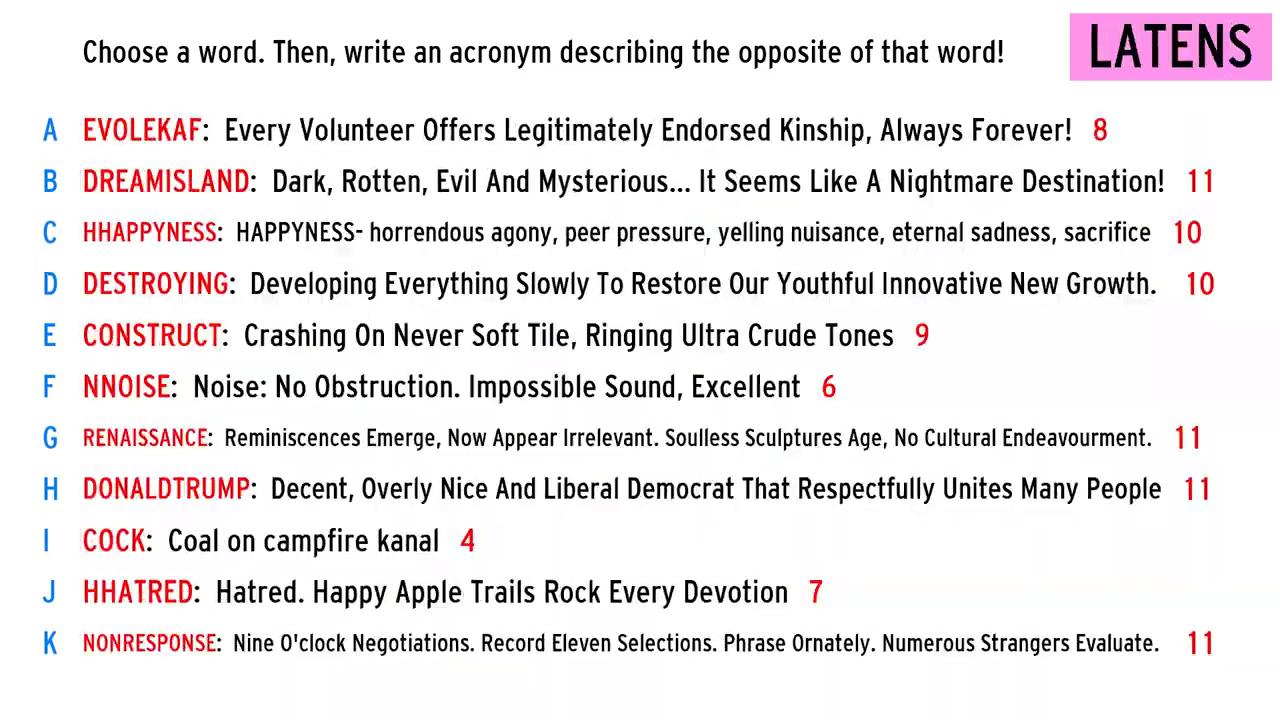 Choose a word. Then, write an acronym describing the opposite of that word!
LATENS
A EVOLEKAF: Every Volunteer Offers Legitimately Endorsed Kinship, Always Forever! 8
B DREAMISLAND: Dark, Rotten, Evil And Mysterious... It Seems Like A Nightmare Destination! 11
C HHAPPYNESS: HAPPYNESS- horrendous agony, peer pressure, yelling nuisance, eternal sadness, sacrifice 10
D DESTROYING: Developing Everything Slowly To Restore Our Youthful Innovative New Growth. 10
E CONSTRUCT: Crashing On Never Soft Tile, Ringing Ultra Crude Tones 9
F NNOISE: Noise: No Obstruction. Impossible Sound, Excellent 6
G RENAISSANCE: Reminiscences Emerge, Now Appear Irrelevant. Soulless Sculptures Age, No Cultural Endeavourment. 11
H DONALDTRUMP: Decent, Overly Nice And Liberal Democrat That Respectfully Unites Many People 11
I COCK: Coal on campfire kanal 4
J HHATRED: Hatred. Happy Apple Trails Rock Every Devotion 7
K NONRESPONSE: Nine O'clock Negotiations. Record Eleven Selections. Phrase Ornately. Numerous Strangers Evaluate. 11